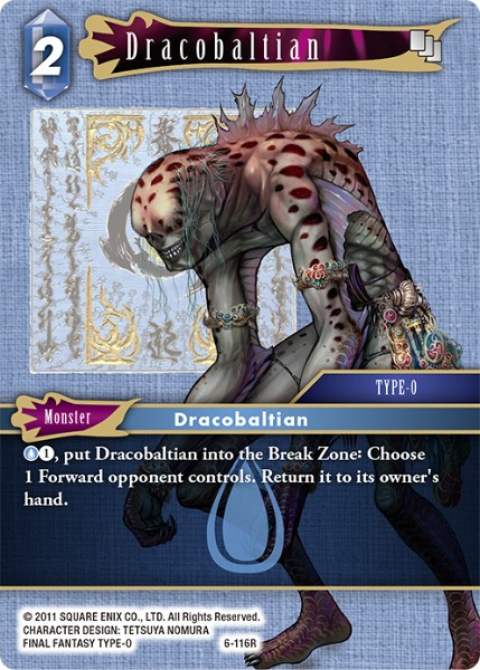 2
Dracobaltian
TYPE-0
Monster
Dracobaltian
1, put Dracobaltian into the Break Zone: Choose
1 Forward opponent controls. Return it to its owner's
hand.
© 2011 SQUARE ENIX CO., LTD. All Rights Reserved.
CHARACTER DESIGN: TETSUYA NOMURA
FINAL FANTASY TYPE-0
6-116R